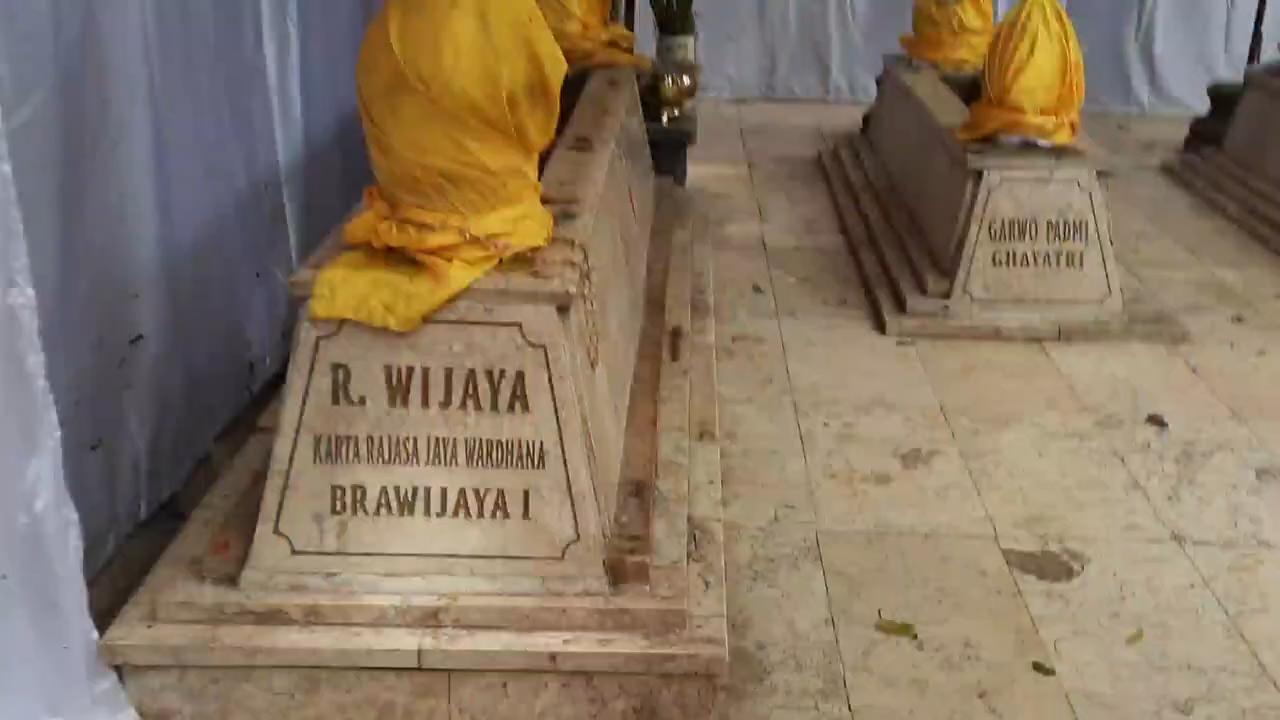 R. WIJAYA
KARTA RAJASA JAYA WARDHANA
BRAWIJAYA I
GARWO PADMI
GHAYATRI